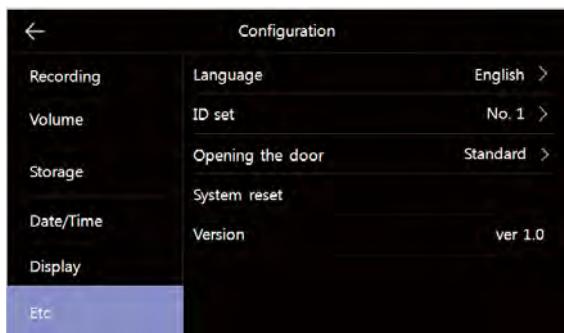 Configuration
Recording
Volume
Storage
Date/Time
Display
Etc
Language English
ID set No. 1
Opening the door Standard
System reset
Version ver 1.0